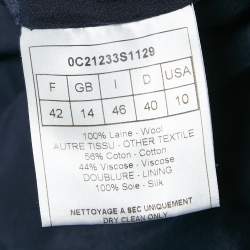 0C21233S1129
F GB I D USA
42 14 46 40 10
100% Laine - Wool
AUTRE TISSU - OTHER TEXTILE
56% Coton - Cotton
44% Viscose - Viscose
DOUBLURE - LINING
100% Soie - Silk
NETTOYAGE A SEC UNIQUEMENT
DRY CLEAN ONLY